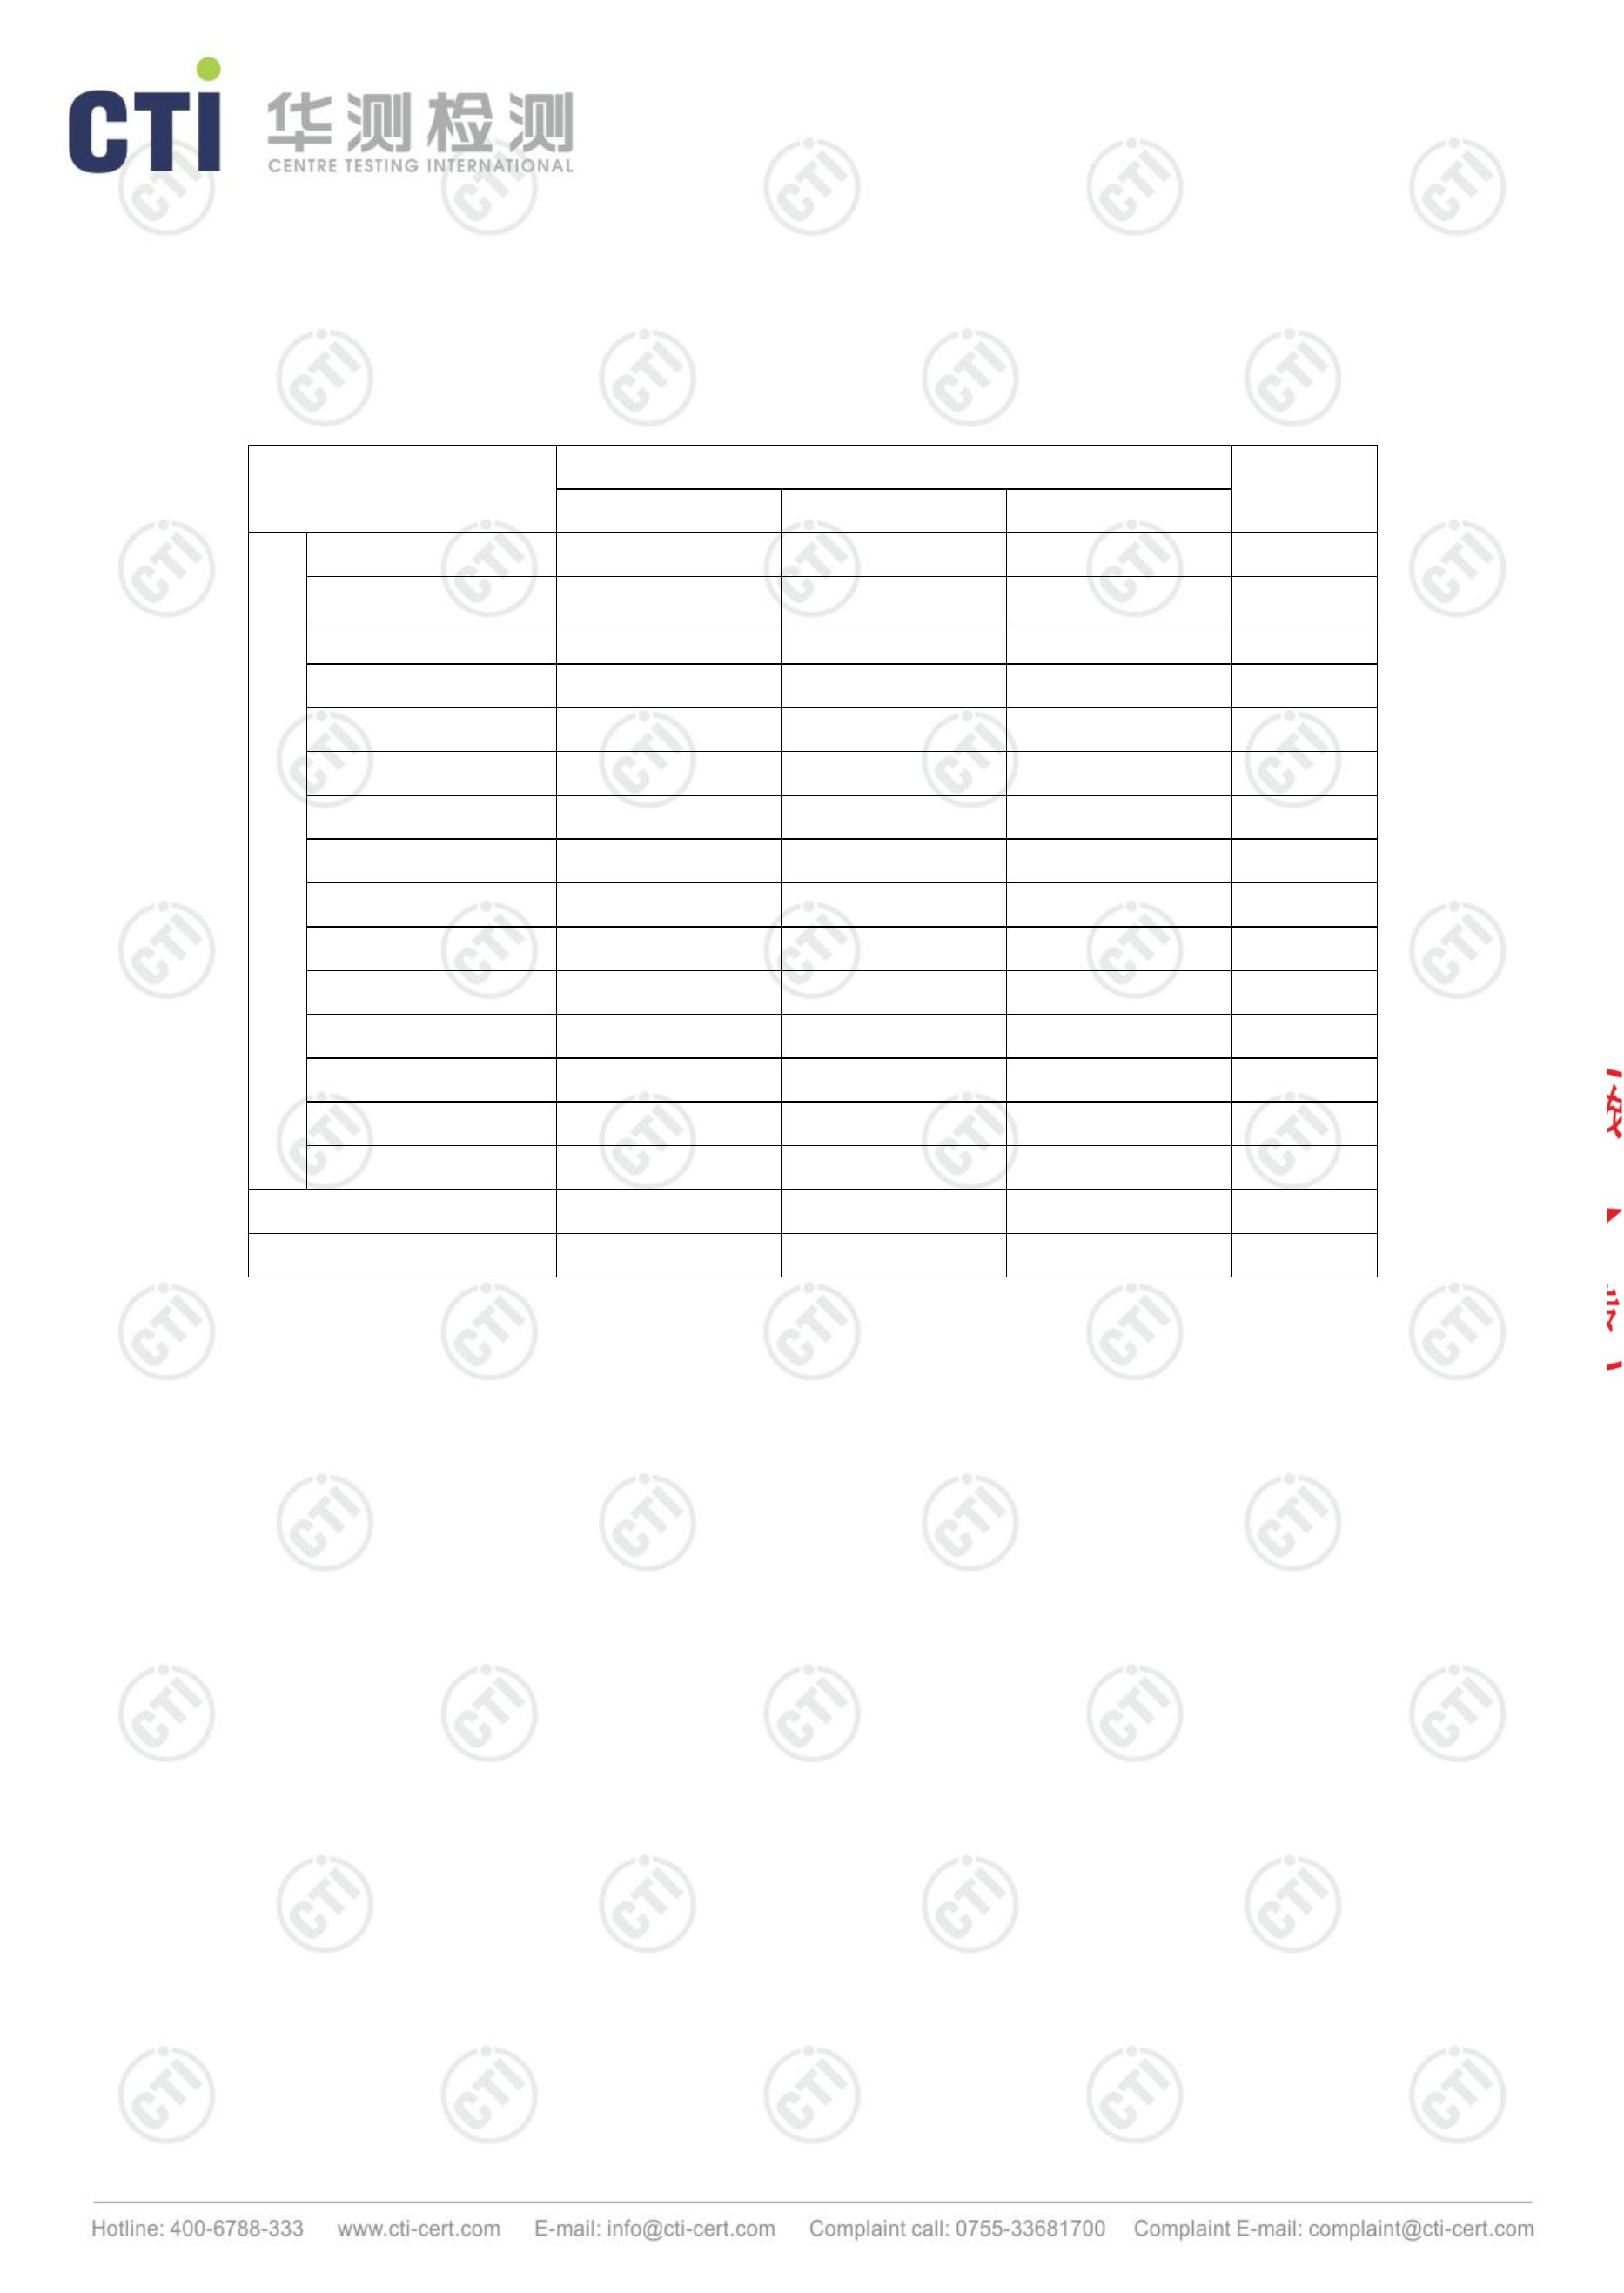 CTI 华测检测
CENTRE TESTING INTERNATIONAL
Hotline: 400-6788-333 www.cti-cert.com E-mail: info@cti-cert.com Complaint call: 0755-33681700 Complaint E-mail: complaint@cti-cert.com